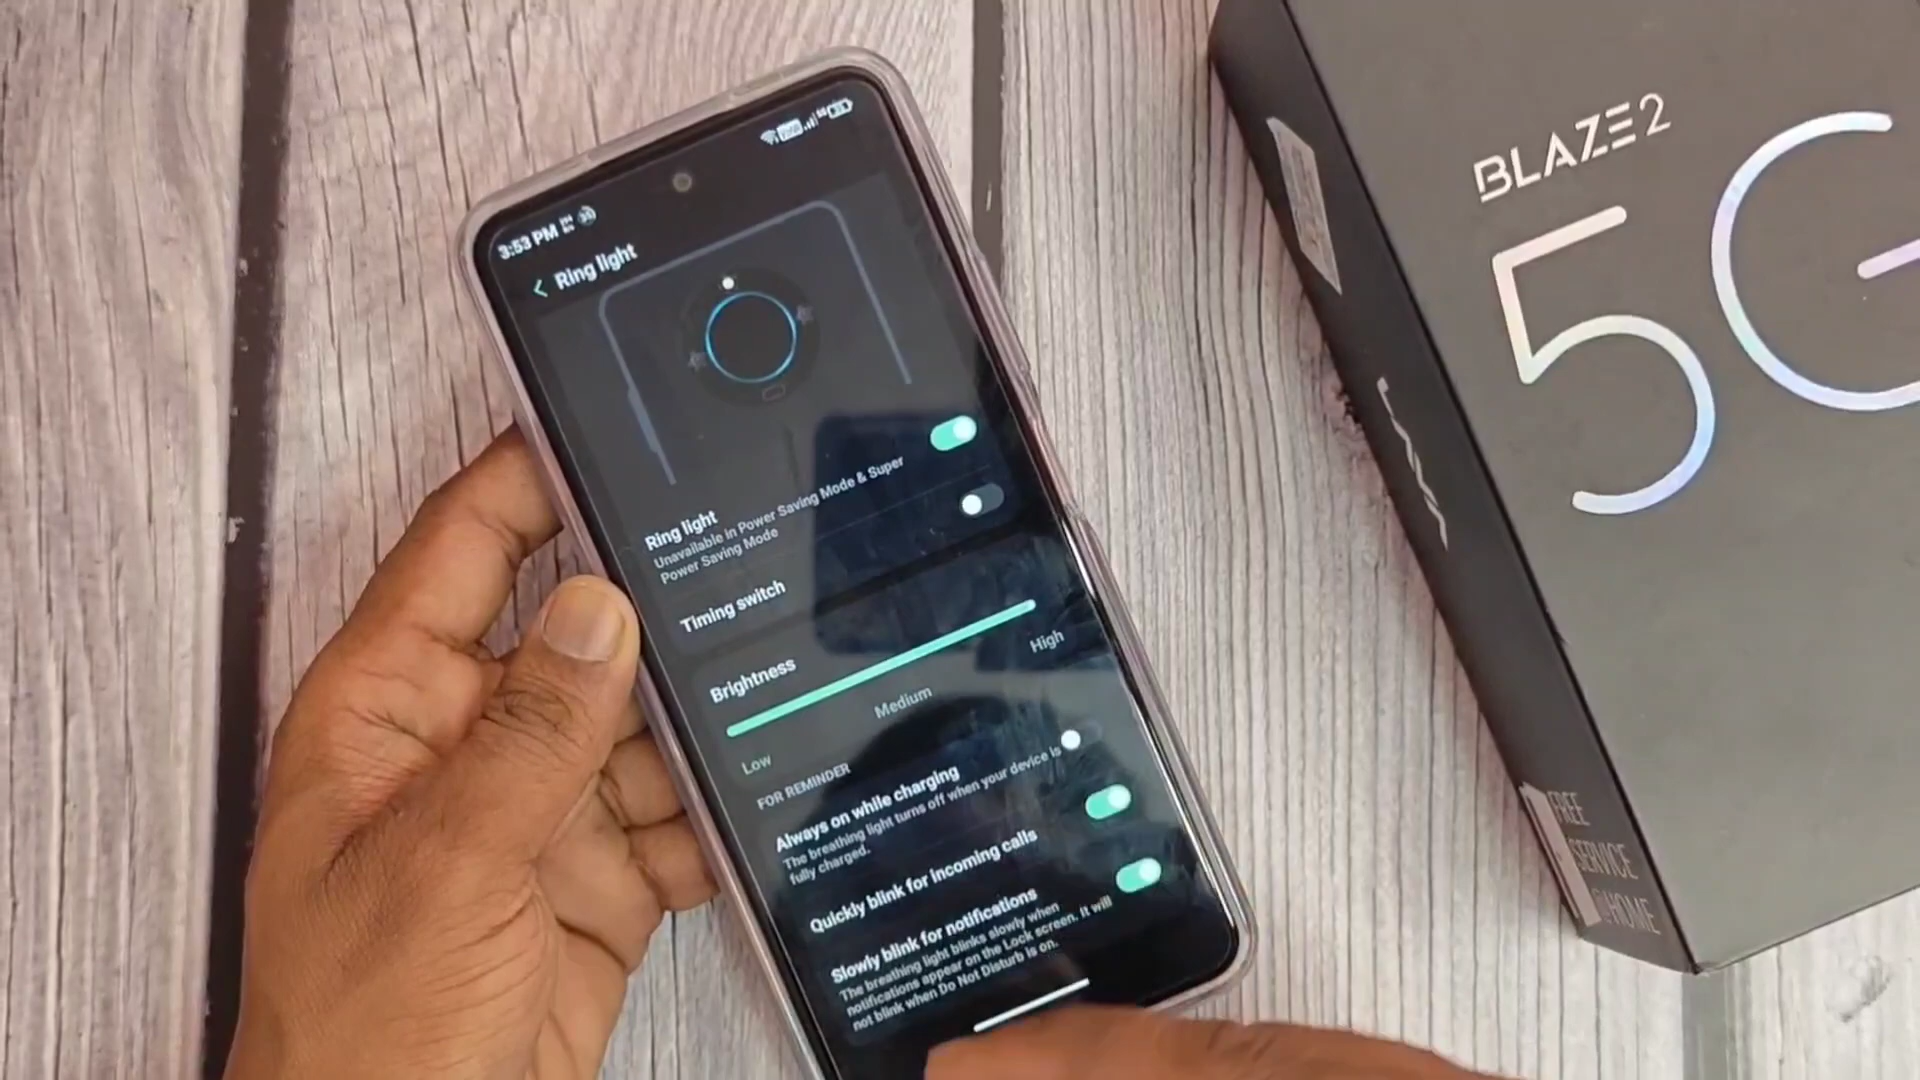 3:53 PM
Ring light
Ring light
Unavailable in Power Saving Mode & Super
Power Saving Mode
Timing switch
Brightness
Low
Medium
High
FOR REMINDER
Always on while charging
The breathing light turns off when your device is
fully charged.
Quickly blink for incoming calls
Slowly blink for notifications
The breathing light blinks slowly when
notifications appear on the Lock screen. It will
not blink when Do Not Disturb is on.
BLAZE 2
5G
LAVA
FREE
SERVICE
@HOME